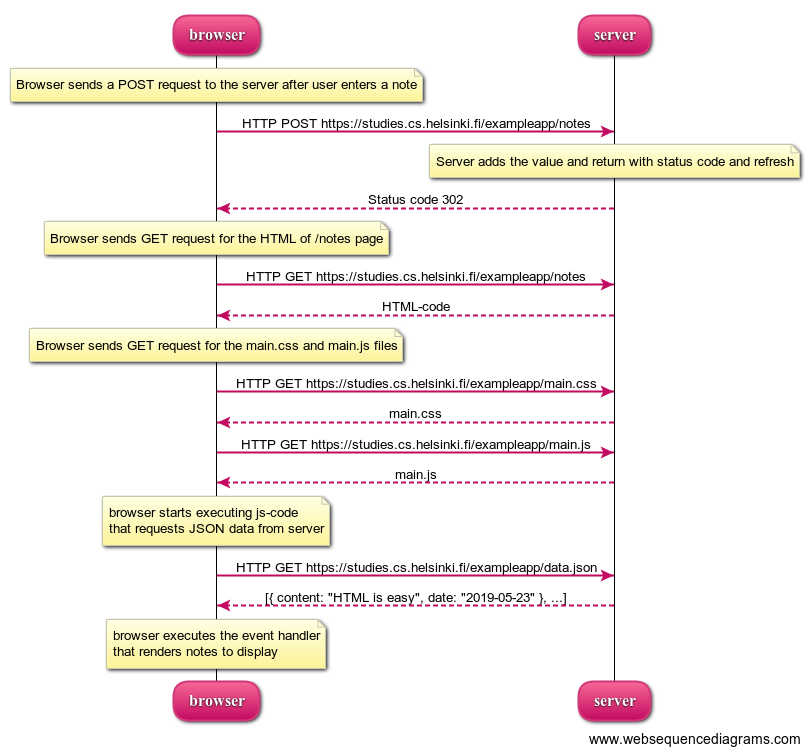 browser
server
Browser sends a POST request to the server after user enters a note
HTTP POST https://studies.cs.helsinki.fi/exampleapp/notes
Server adds the value and return with status code and refresh
Status code 302
Browser sends GET request for the HTML of /notes page
HTTP GET https://studies.cs.helsinki.fi/exampleapp/notes
HTML-code
Browser sends GET request for the main.css and main.js files
HTTP GET https://studies.cs.helsinki.fi/exampleapp/main.css
main.css
HTTP GET https://studies.cs.helsinki.fi/exampleapp/main.js
main.js
browser starts executing js-code
that requests JSON data from server
HTTP GET https://studies.cs.helsinki.fi/exampleapp/data.json
[{ content: "HTML is easy", date: "2019-05-23" }, ...]
browser executes the event handler
that renders notes to display
browser
server
www.websequencediagrams.com